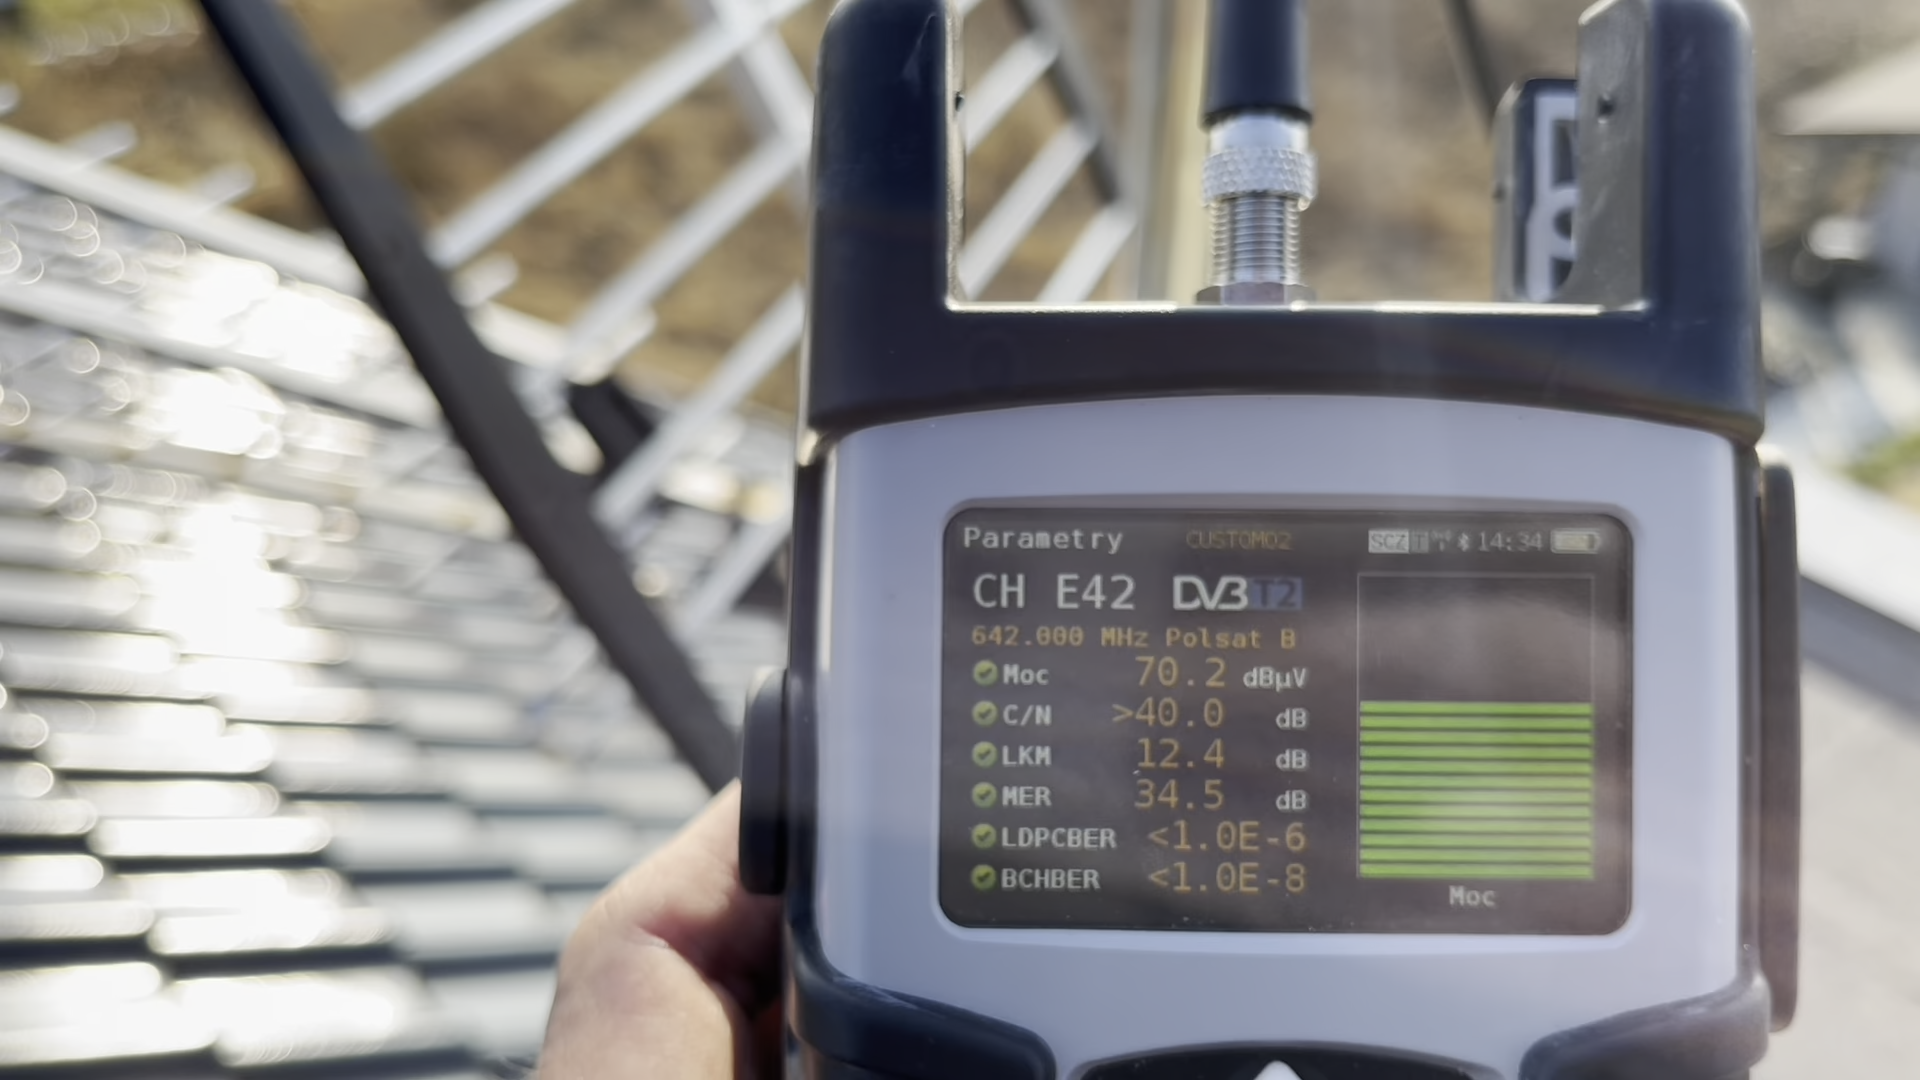 Parametry CUSTOM02 SCZ T 14:34
CH E42 DVB T2
642.000 MHz Polsat B
Moc 70.2 dBµV
C/N >40.0 dB
LKM 12.4 dB
MER 34.5 dB
LDPCBER <1.0E-6
BCHBER <1.0E-8
Moc